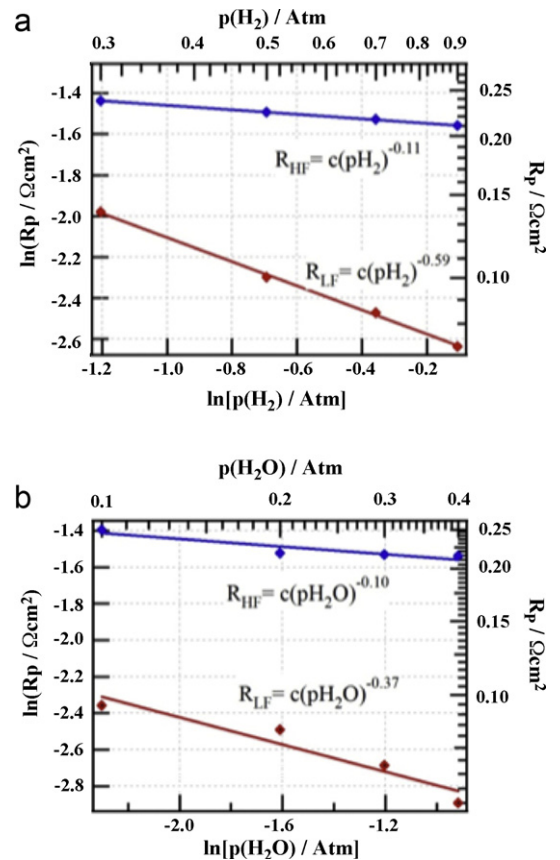 a
p(H₂) / Atm
0.3 0.5 0.7 0.9
-1.4
-1.6
-1.8
-2.0
-2.2
-2.4
-2.6
ln(Rp / Ωcm²)
0.25
0.20
0.15
0.10
Rₚ / Ωcm²
R_HF = c(pH₂)^-0.11
R_LF = c(pH₂)^-0.59
-1.2 -1.0 -0.8 -0.6 -0.4 -0.2
ln[p(H₂) / Atm]
b
p(H₂O) / Atm
0.1 0.2 0.3 0.4
-1.4
-1.6
-1.8
-2.0
-2.2
-2.4
-2.6
-2.8
ln(Rp / Ωcm²)
0.25
0.20
0.15
0.10
Rₚ / Ωcm²
R_HF = c(pH₂O)^-0.10
R_LF = c(pH₂O)^-0.37
-2.0 -1.6 -1.2
ln[p(H₂O) / Atm]